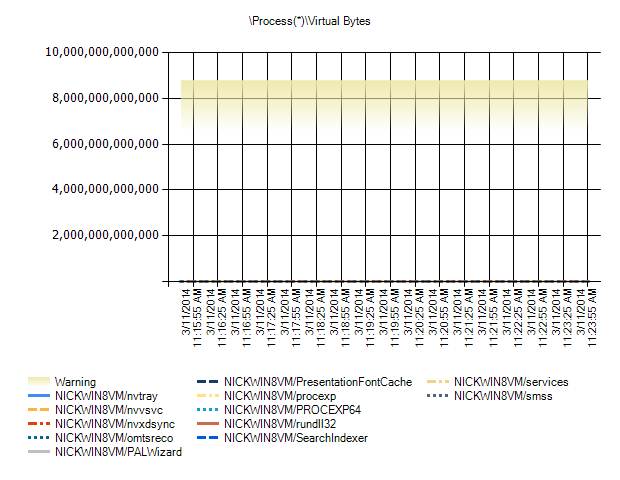 \Process(*)\Virtual Bytes
10,000,000,000,000
8,000,000,000,000
6,000,000,000,000
4,000,000,000,000
2,000,000,000,000
3/11/2014
11:15:55 AM
3/11/2014
11:16:25 AM
3/11/2014
11:16:55 AM
3/11/2014
11:17:25 AM
3/11/2014
11:17:55 AM
3/11/2014
11:18:25 AM
3/11/2014
11:18:55 AM
3/11/2014
11:19:25 AM
3/11/2014
11:19:55 AM
3/11/2014
11:20:25 AM
3/11/2014
11:20:55 AM
3/11/2014
11:21:25 AM
3/11/2014
11:21:55 AM
3/11/2014
11:22:25 AM
3/11/2014
11:22:55 AM
3/11/2014
11:23:25 AM
3/11/2014
11:23:55 AM
Warning
NICKWIN8VM/nvtray
NICKWIN8VM/nvvsvc
NICKWIN8VM/nvxdsync
NICKWIN8VM/omtsreco
NICKWIN8VM/PALWizard
NICKWIN8VM/PresentationFontCache
NICKWIN8VM/procexp
NICKWIN8VM/PROCEXP64
NICKWIN8VM/rundll32
NICKWIN8VM/SearchIndexer
NICKWIN8VM/services
NICKWIN8VM/smss